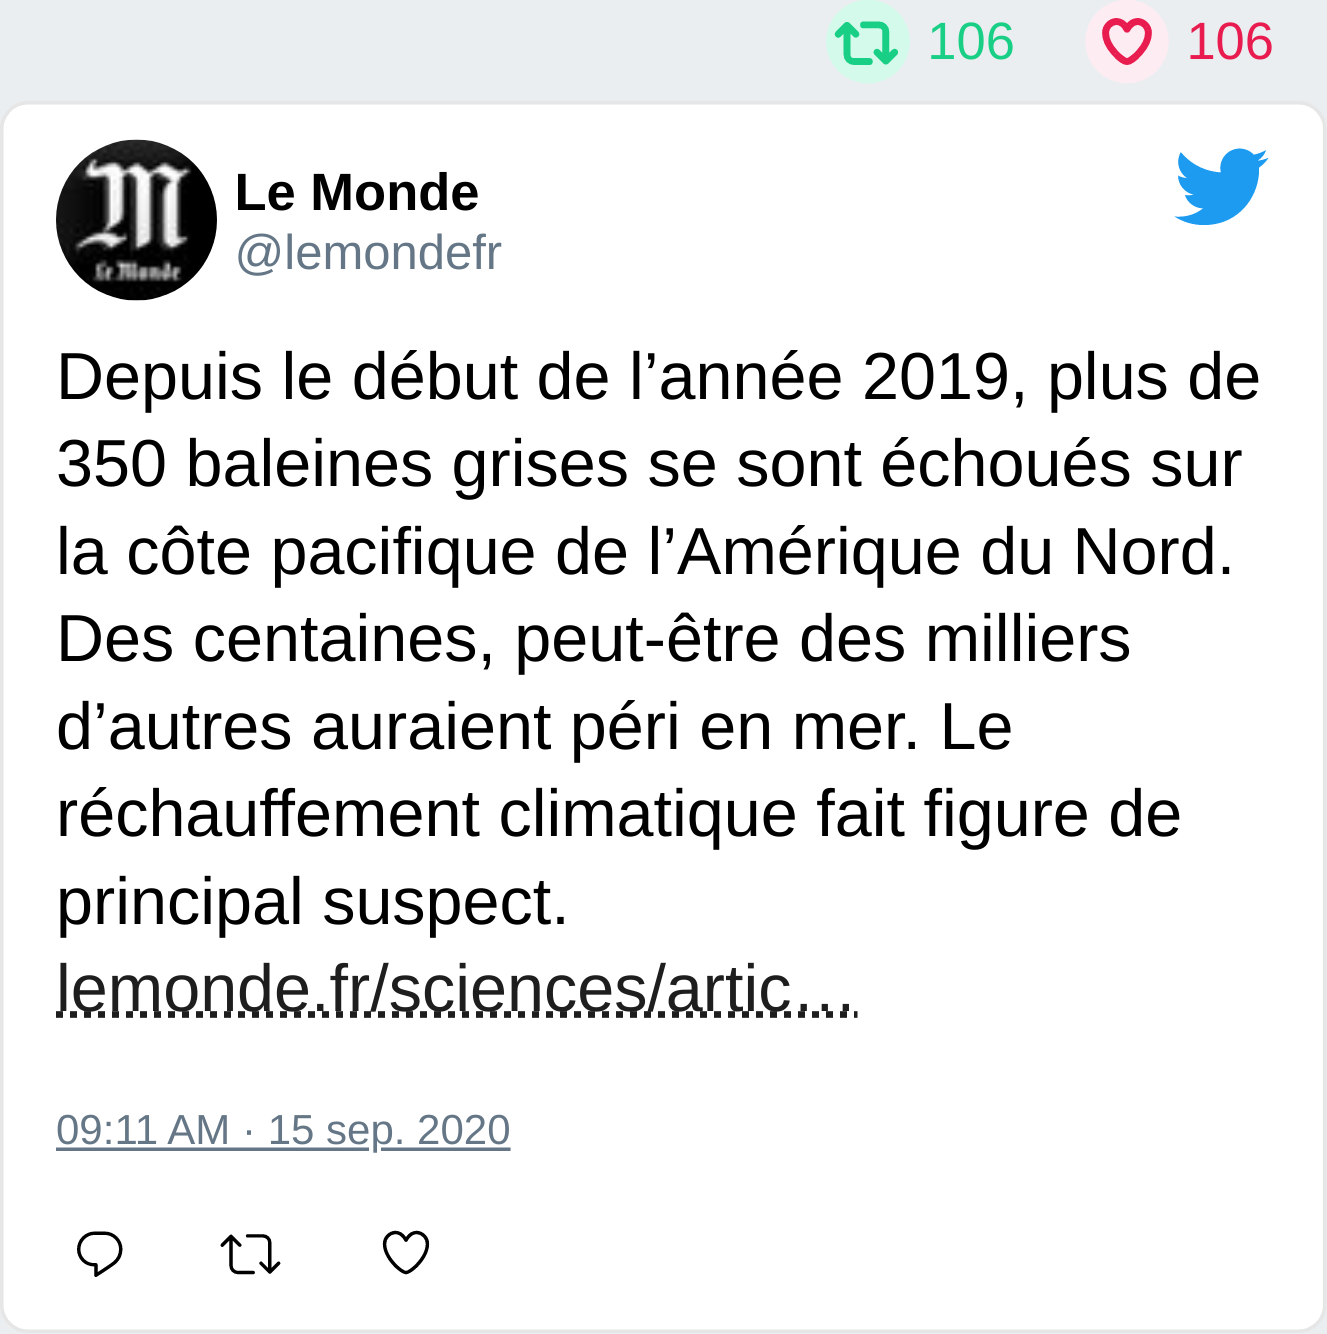 106 106
Le Monde
Le Monde
@lemondefr
Depuis le début de l’année 2019, plus de
350 baleines grises se sont échoués sur
la côte pacifique de l’Amérique du Nord.
Des centaines, peut-être des milliers
d’autres auraient péri en mer. Le
réchauffement climatique fait figure de
principal suspect.
lemonde.fr/sciences/artic…
09:11 AM · 15 sep. 2020